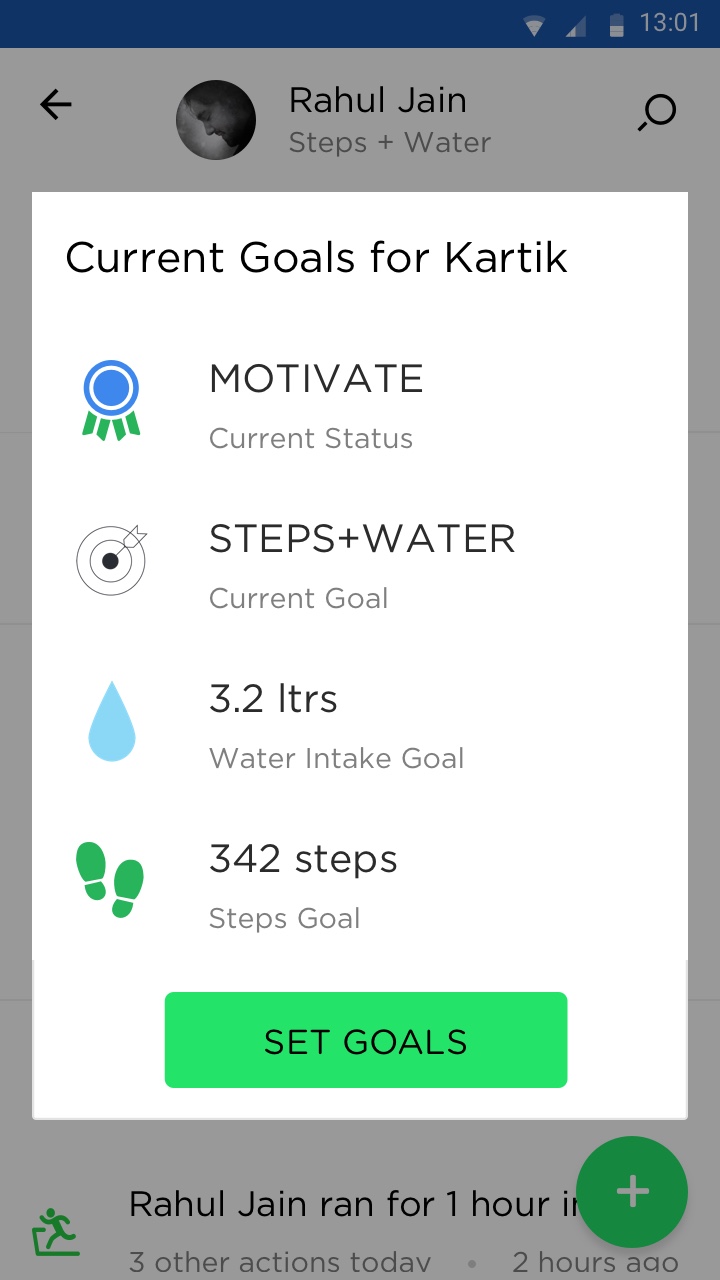 13:01
Rahul Jain
Steps + Water
Current Goals for Kartik
MOTIVATE
Current Status
STEPS+WATER
Current Goal
3.2 ltrs
Water Intake Goal
342 steps
Steps Goal
SET GOALS
Rahul Jain ran for 1 hour
3 other actions today • 2 hours ago